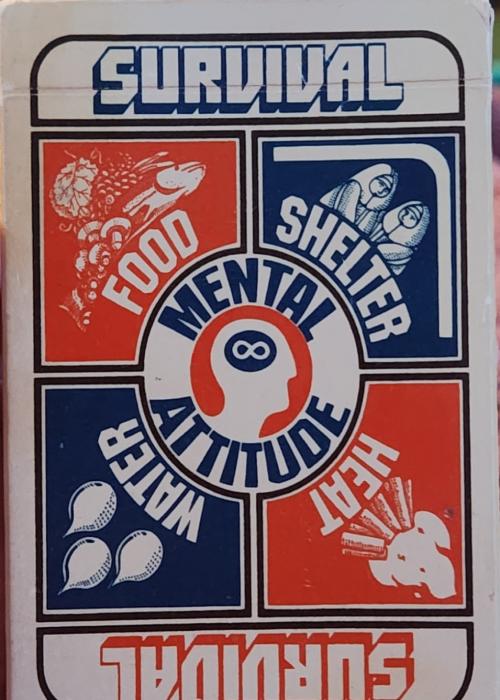 SURVIVAL
FOOD
SHELTER
MENTAL
ATTITUDE
WATER
HEAT
SURVIVAL